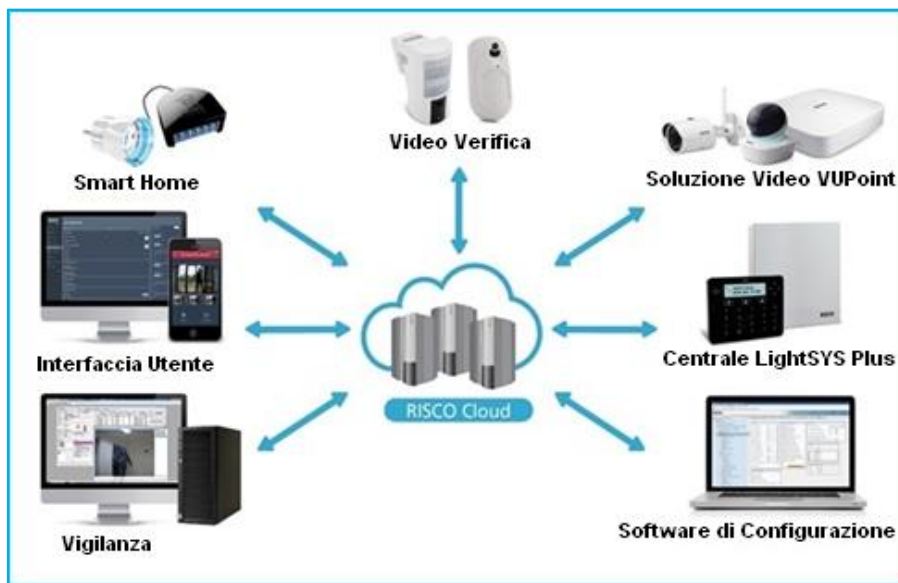 Video Verifica
Smart Home
Soluzione Video VUPoint
Interfaccia Utente
RISCO Cloud
Centrale LightSYS Plus
Vigilanza
Software di Configurazione